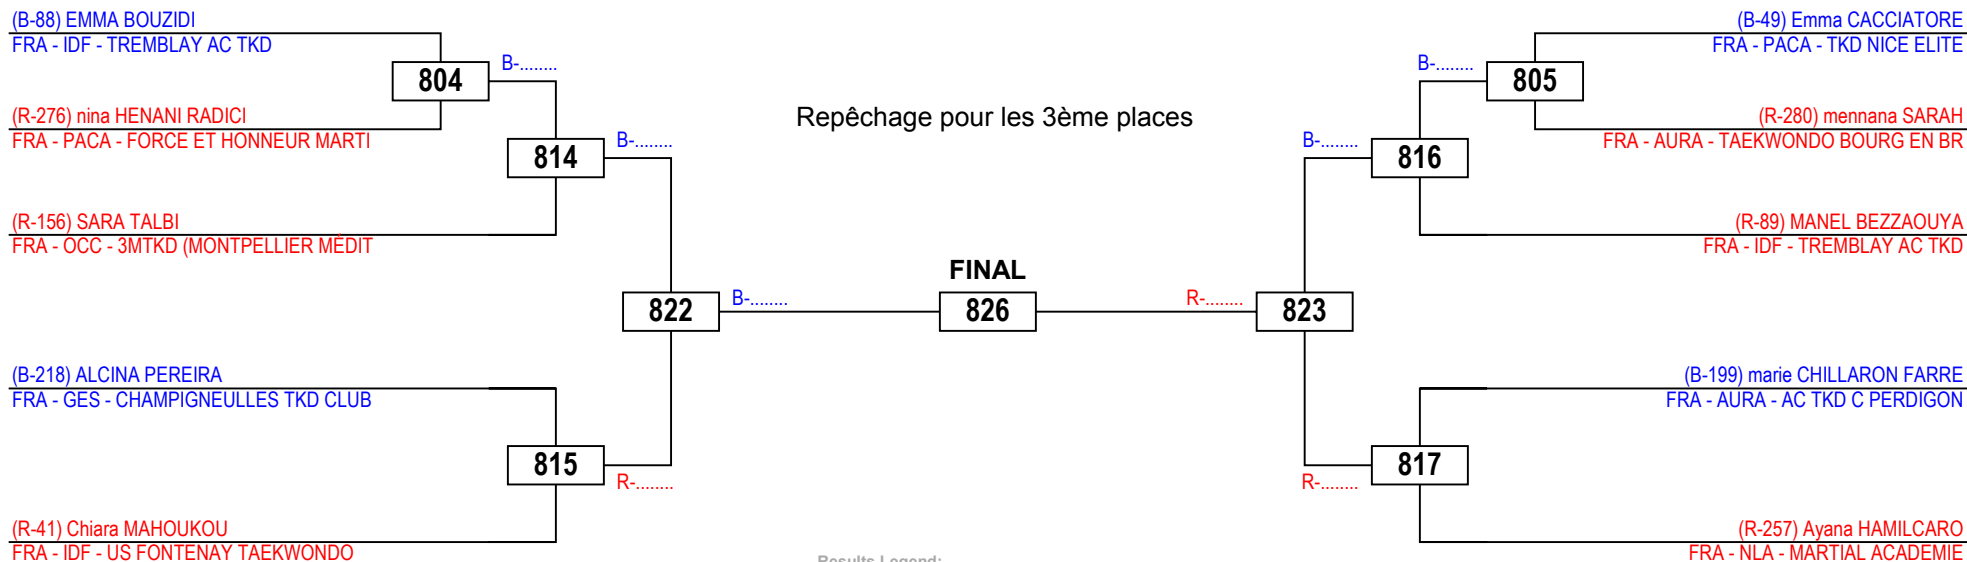 (B-88) EMMA BOUZIDI
FRA - IDF - TREMBLAY AC TKD
804
B-........
(R-276) nina HENANI RADICI
FRA - PACA - FORCE ET HONNEUR MARTI
814
B-........
(R-156) SARA TALBI
FRA - OCC - 3MTKD (MONTPELLIER MÉDIT
822
B-........
(B-218) ALCINA PEREIRA
FRA - GES - CHAMPIGNEULLES TKD CLUB
815
R-........
(R-41) Chiara MAHOUKOU
FRA - IDF - US FONTENAY TAEKWONDO
Repêchage pour les 3ème places
FINAL
826
(B-49) Emma CACCIATORE
FRA - PACA - TKD NICE ELITE
B-........
805
(R-280) mennana SARAH
FRA - AURA - TAEKWONDO BOURG EN BR
B-........
816
(R-89) MANEL BEZZAOUYA
FRA - IDF - TREMBLAY AC TKD
R-........
823
(B-199) marie CHILLARON FARRE
FRA - AURA - AC TKD C PERDIGON
817
R-........
(R-257) Ayana HAMILCARO
FRA - NLA - MARTIAL ACADEMIE
Results Legend: